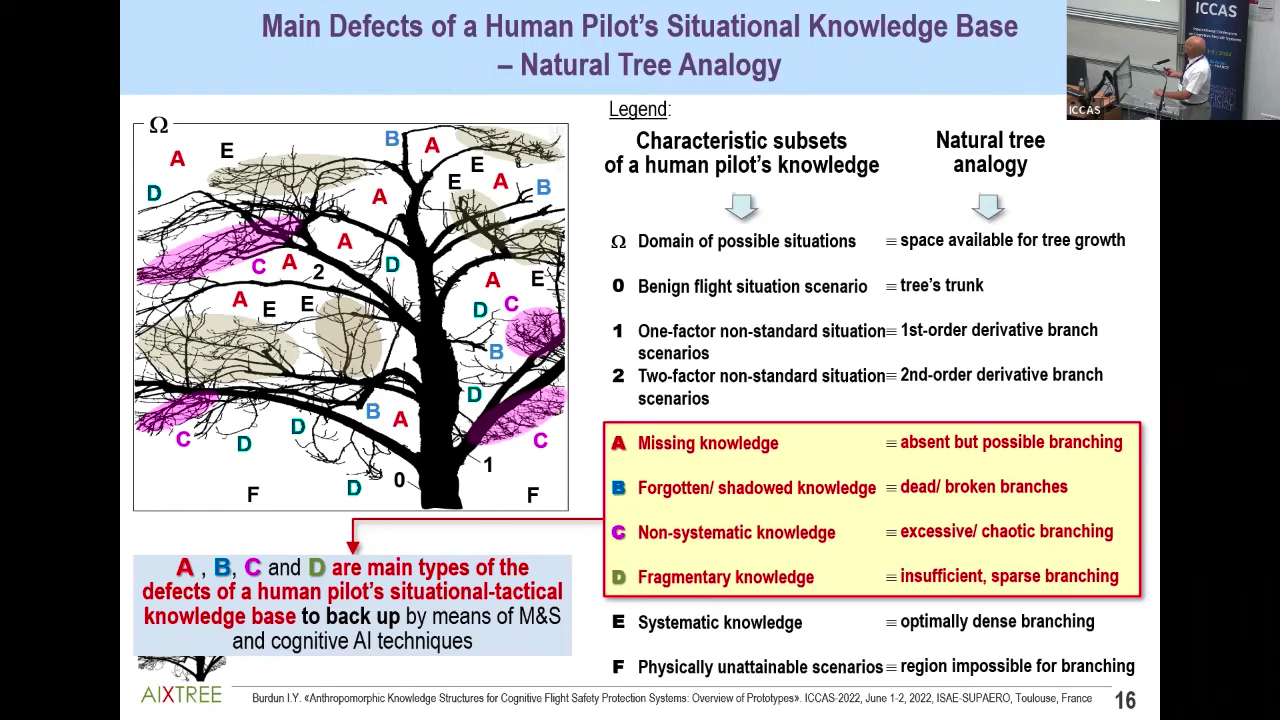 Main Defects of a Human Pilot’s Situational Knowledge Base
– Natural Tree Analogy
ICCAS
ICCAS
Legend:
Characteristic subsets
of a human pilot’s knowledge
Natural tree
analogy
Ω
B
A
E
A
E
D
E
A
B
A
A
D
C
A
2
A
E
D
C
A
E
E
B
D
B
A
D
C
D
C
1
0
D
F
F
Ω Domain of possible situations ≡ space available for tree growth
0 Benign flight situation scenario ≡ tree’s trunk
1 One-factor non-standard situation ≡ 1st-order derivative branch
scenarios
2 Two-factor non-standard situation ≡ 2nd-order derivative branch
scenarios
A Missing knowledge ≡ absent but possible branching
B Forgotten/ shadowed knowledge ≡ dead/ broken branches
C Non-systematic knowledge ≡ excessive/ chaotic branching
D Fragmentary knowledge ≡ insufficient, sparse branching
E Systematic knowledge ≡ optimally dense branching
F Physically unattainable scenarios ≡ region impossible for branching
A , B, C and D are main types of the
defects of a human pilot’s situational-tactical
knowledge base to back up by means of M&S
and cognitive AI techniques
AIXTREE
Burdun I.Y. «Anthropomorphic Knowledge Structures for Cognitive Flight Safety Protection Systems: Overview of Prototypes». ICCAS-2022, June 1-2, 2022, ISAE-SUPAERO, Toulouse, France
16